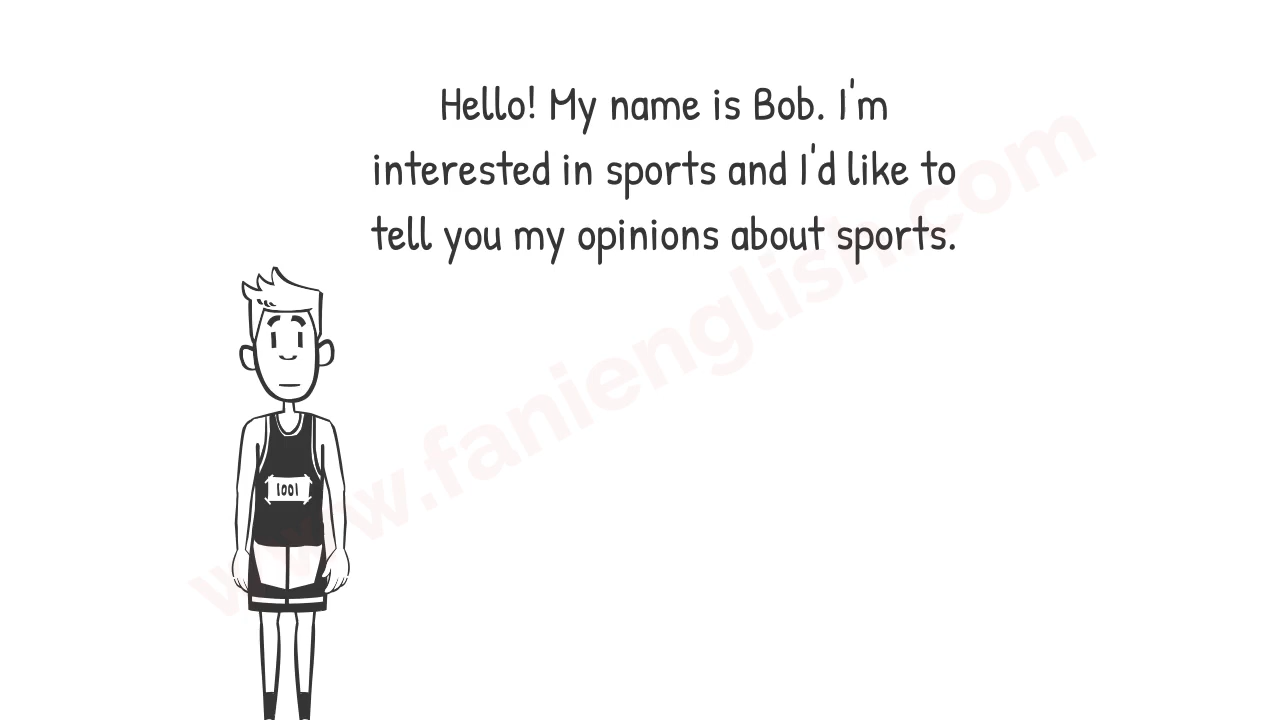 Hello! My name is Bob. I'm
interested in sports and I'd like to
tell you my opinions about sports.
1001
www.fanienglish.com